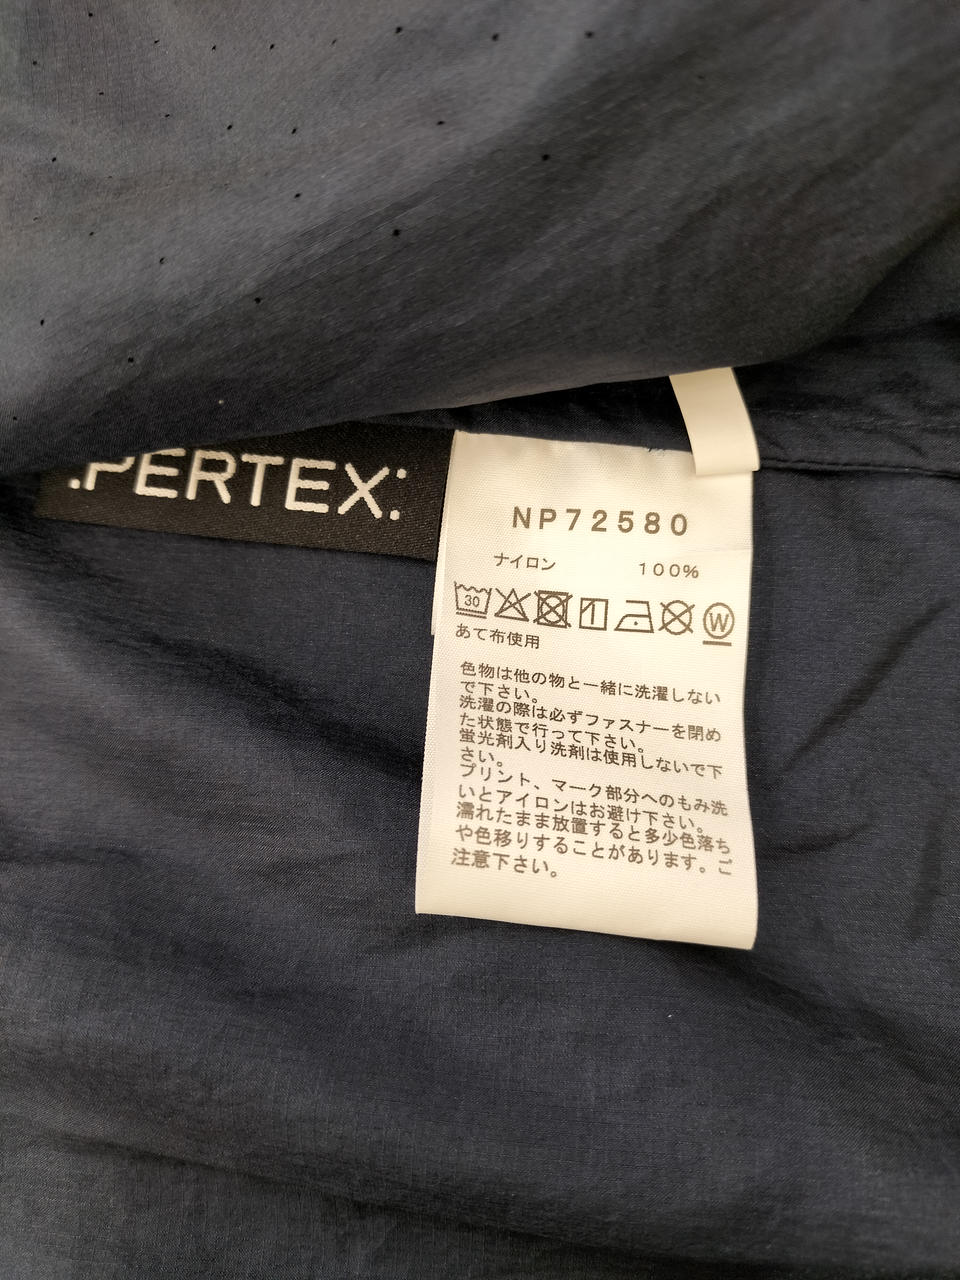 .PERTEX:
NP72580
ナイロン 100%
30 W
あて布使用
色物は他の物と一緒に洗濯しない
で下さい。
洗濯の際は必ずファスナーを閉め
た状態で行って下さい。
蛍光剤入り洗剤は使用しないで下
さい。
プリント、マーク部分へのもみ洗
いとアイロンはお避け下さい。
濡れたまま放置すると多少色落ち
や色移りすることがあります。ご
注意下さい。